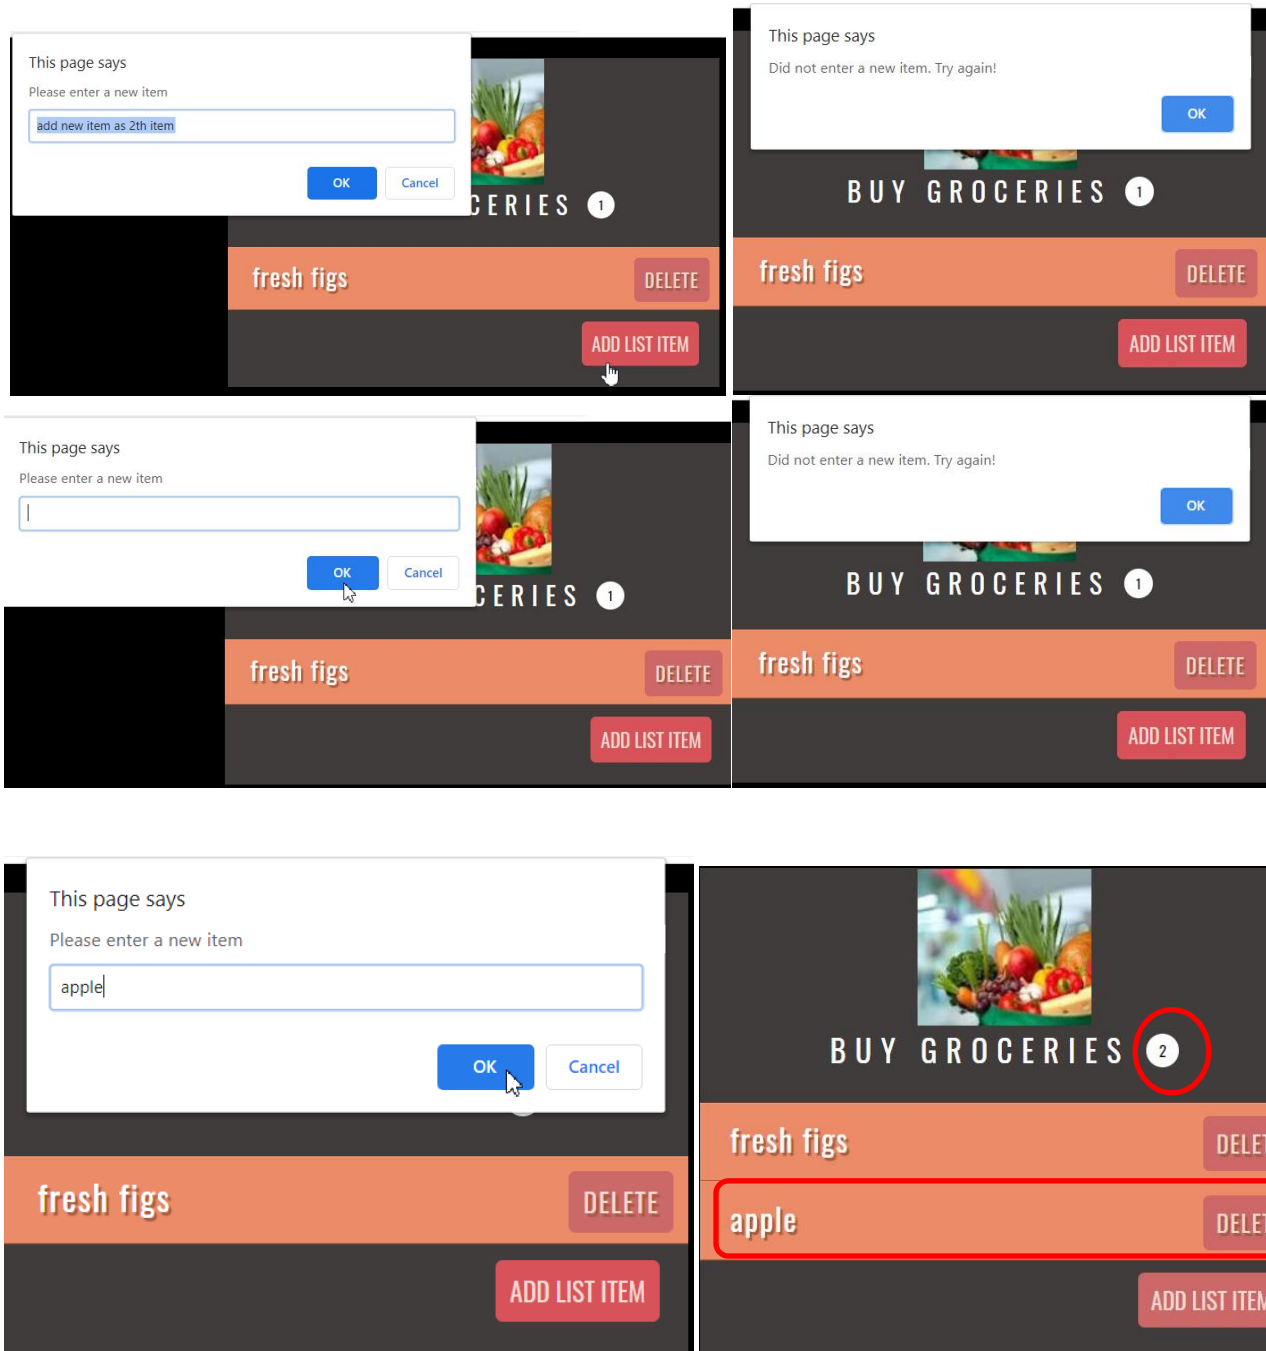 This page says
Please enter a new item
add new item as 2th item
OK Cancel
CERIES 1
fresh figs DELETE
ADD LIST ITEM
This page says
Did not enter a new item. Try again!
OK
BUY GROCERIES 1
fresh figs DELETE
ADD LIST ITEM
This page says
Please enter a new item
OK Cancel
CERIES 1
fresh figs DELETE
ADD LIST ITEM
This page says
Did not enter a new item. Try again!
OK
BUY GROCERIES 1
fresh figs DELETE
ADD LIST ITEM
This page says
Please enter a new item
apple
OK Cancel
fresh figs DELETE
ADD LIST ITEM
BUY GROCERIES 2
fresh figs DELET
apple DELET
ADD LIST ITEM